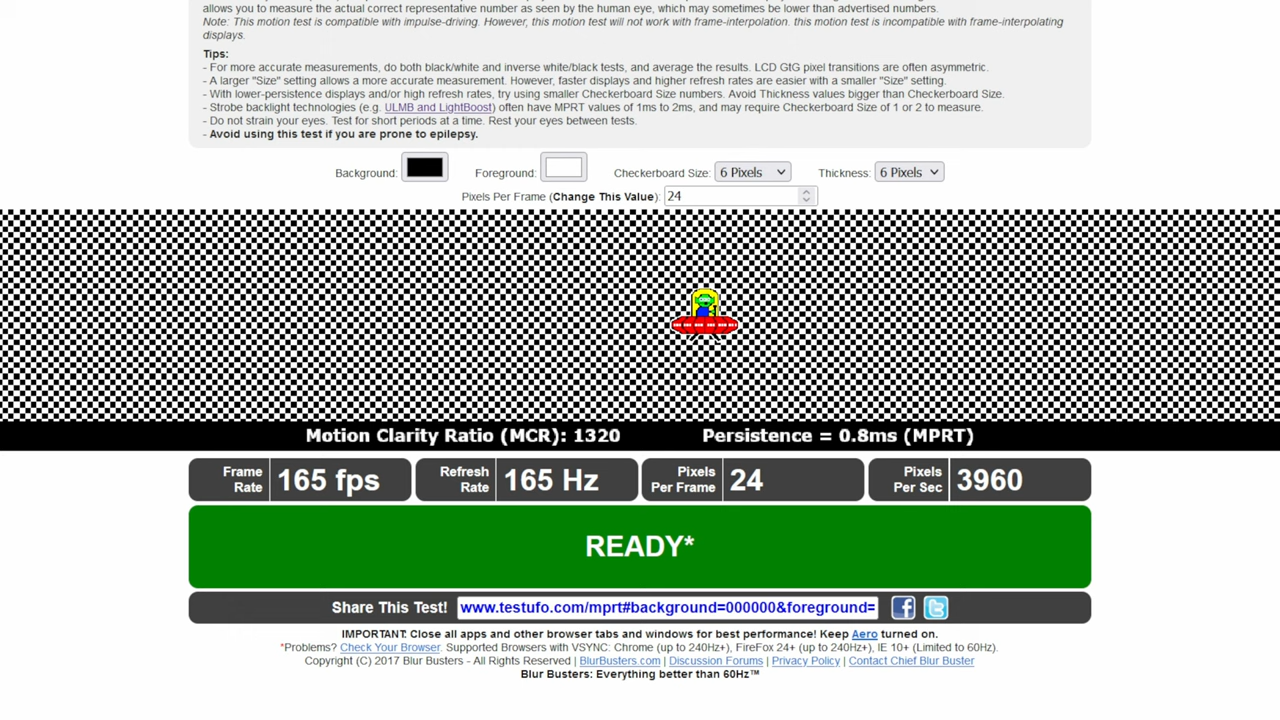 allows you to measure the actual correct representative number as seen by the human eye, which may sometimes be lower than advertised numbers.
Note: This motion test is compatible with impulse-driving. However, this motion test will not work with frame-interpolation. this motion test is incompatible with frame-interpolating
displays.
Tips:
- For more accurate measurements, do both black/white and inverse white/black tests, and average the results. LCD GtG pixel transitions are often asymmetric.
- A larger "Size" setting allows a more accurate measurement. However, faster displays and higher refresh rates are easier with a smaller "Size" setting.
- With lower-persistence displays and/or high refresh rates, try using smaller Checkerboard Size numbers. Avoid Thickness values bigger than Checkerboard Size.
- Strobe backlight technologies (e.g. ULMB and LightBoost) often have MPRT values of 1ms to 2ms, and may require Checkerboard Size of 1 or 2 to measure.
- Do not strain your eyes. Test for short periods at a time. Rest your eyes between tests.
- Avoid using this test if you are prone to epilepsy.
Background: Foreground: Checkerboard Size: 6 Pixels Thickness: 6 Pixels
Pixels Per Frame (Change This Value): 24
Motion Clarity Ratio (MCR): 1320 Persistence = 0.8ms (MPRT)
Frame Rate 165 fps Refresh Rate 165 Hz Pixels Per Frame 24 Pixels Per Sec 3960
READY*
Share This Test! www.testufo.com/mprt#background=000000&foreground=
IMPORTANT: Close all apps and other browser tabs and windows for best performance! Keep Aero turned on.
*Problems? Check Your Browser. Supported Browsers with VSYNC: Chrome (up to 240Hz+), FireFox 24+ (up to 240Hz+), IE 10+ (Limited to 60Hz).
Copyright (C) 2017 Blur Busters - All Rights Reserved | BlurBusters.com | Discussion Forums | Privacy Policy | Contact Chief Blur Buster
Blur Busters: Everything better than 60Hz™